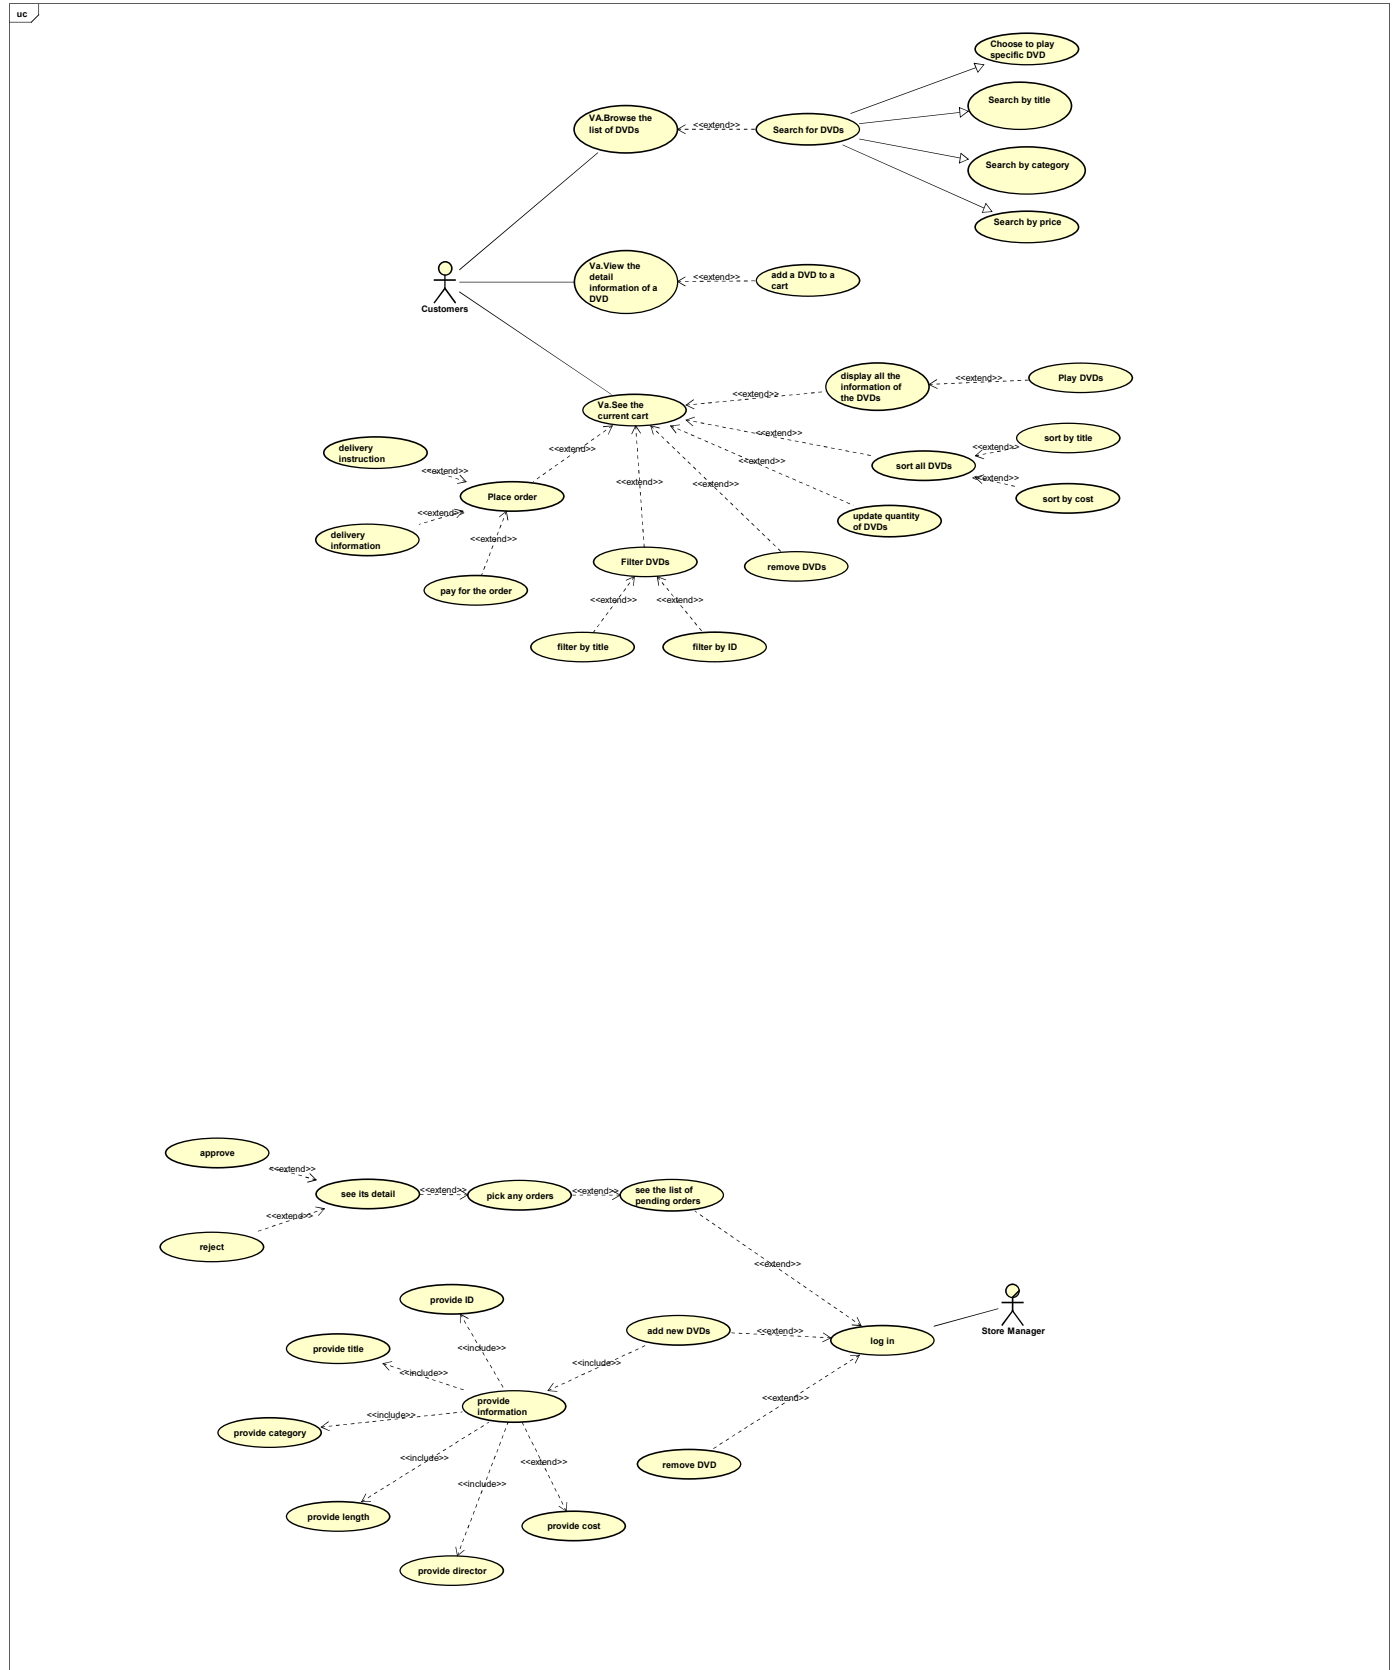 uc
Choose to play
specific DVD
Search by title
VA.Browse the
list of DVDs
<<extend>>
Search for DVDs
Search by category
Search by price
Customers
Va.View the
detail
information of a
DVD
<<extend>>
add a DVD to a
cart
display all the
information of
the DVDs
<<extend>>
Play DVDs
<<extend>>
Va.See the
current cart
<<extend>>
sort by title
<<extend>>
sort all DVDs
<<extend>>
sort by cost
<<extend>>
delivery
instruction
<<extend>>
<<extend>>
Place order
<<extend>>
delivery
information
<<extend>>
pay for the order
<<extend>>
<<extend>>
<<extend>>
update quantity
of DVDs
Filter DVDs
remove DVDs
<<extend>>
<<extend>>
filter by title
filter by ID
approve
<<extend>>
see its detail
<<extend>>
pick any orders
<<extend>>
see the list of
pending orders
<<extend>>
reject
<<extend>>
provide ID
Store Manager
add new DVDs
<<extend>>
log in
provide title
<<include>>
<<include>>
<<include>>
provide
information
<<extend>>
provide category
<<include>>
<<include>>
<<extend>>
remove DVD
<<include>>
provide length
provide cost
provide director